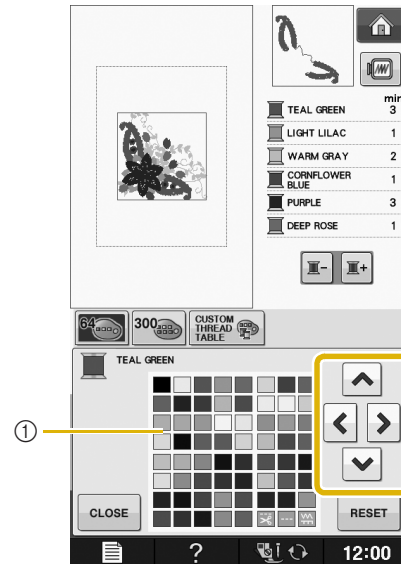 min
TEAL GREEN 3
LIGHT LILAC 1
WARM GRAY 2
CORNFLOWER
BLUE 1
PURPLE 3
DEEP ROSE 1
64
300
CUSTOM
THREAD
TABLE
TEAL GREEN
①
CLOSE
RESET
?
12:00